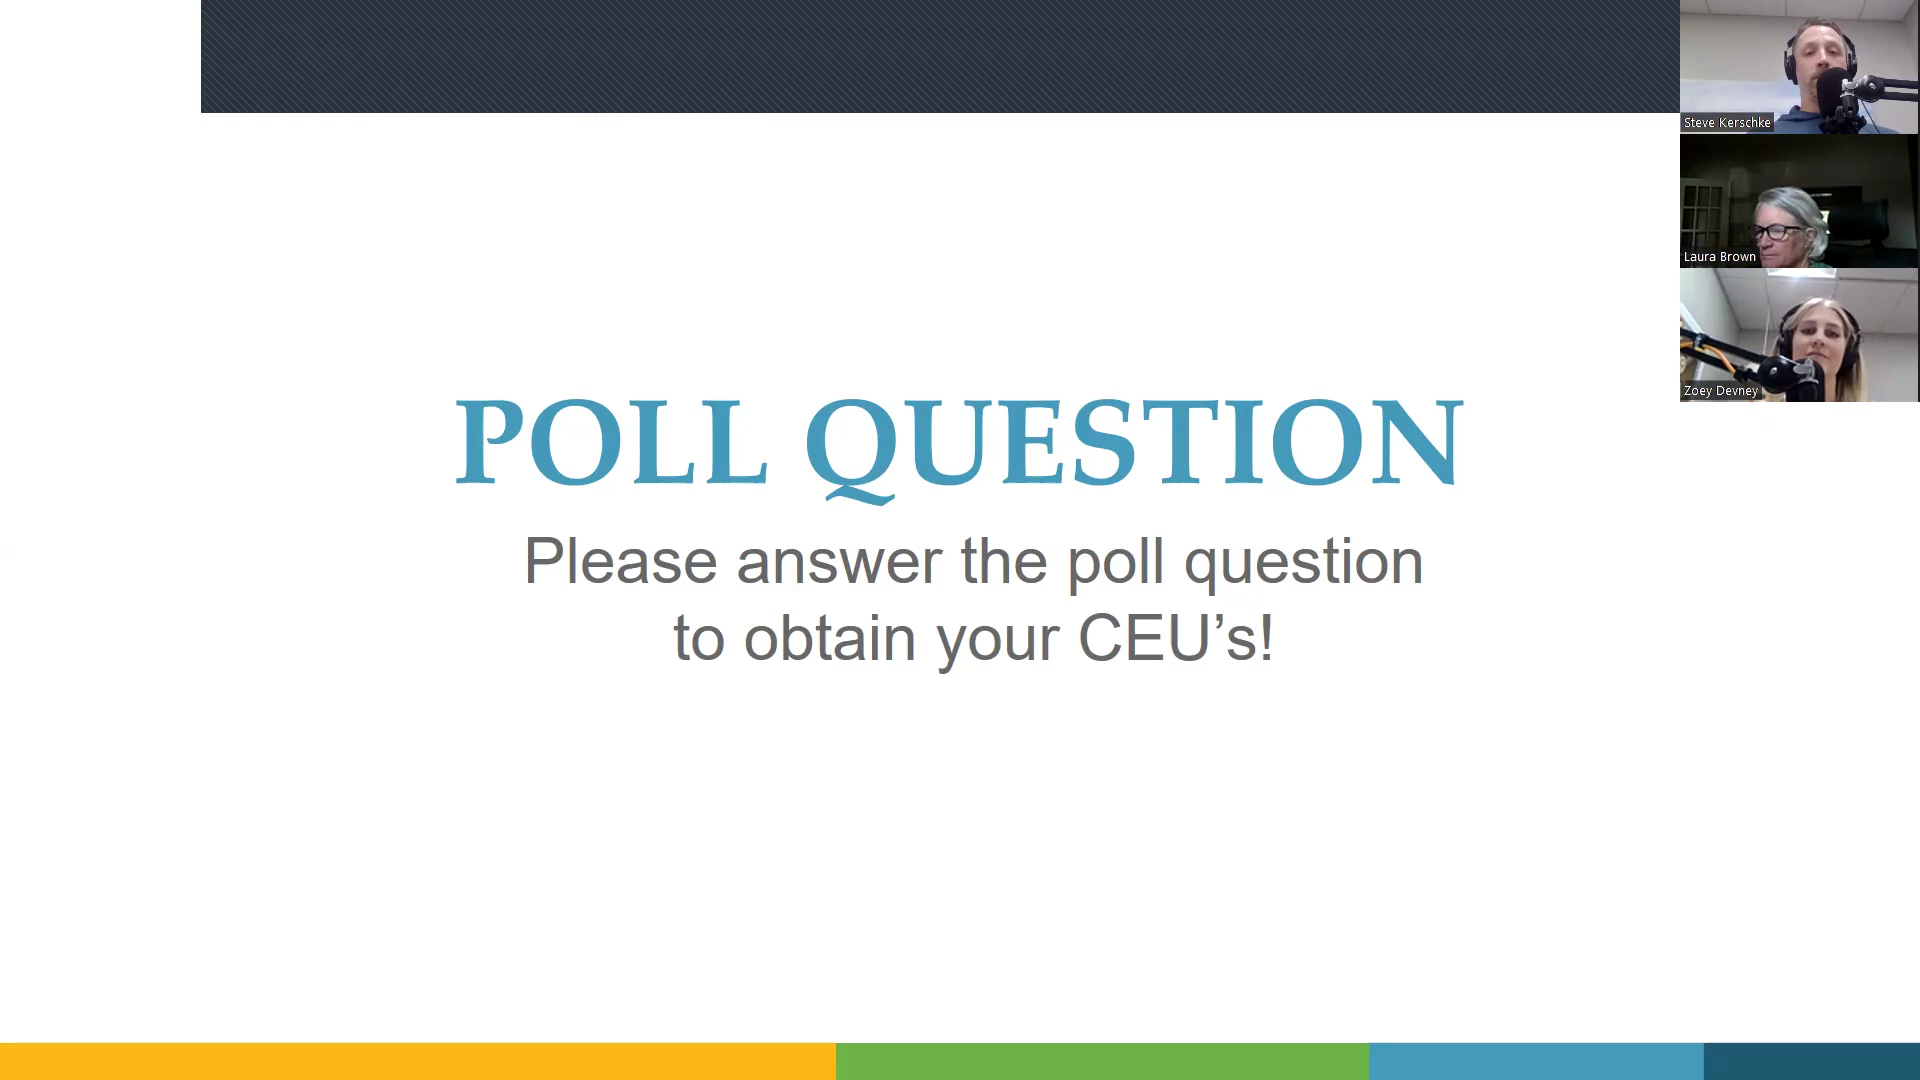 POLL QUESTION
Please answer the poll question
to obtain your CEU’s!
Steve Kerschke
Laura Brown
Zoey Devney